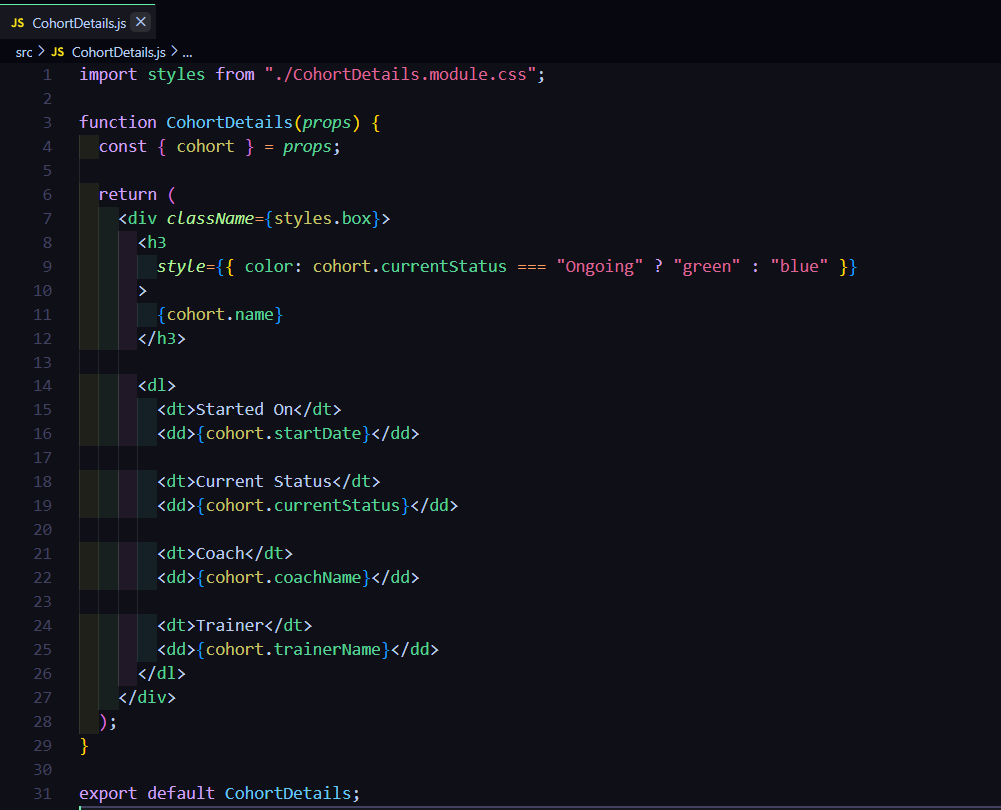 JS CohortDetails.js ×
src > JS CohortDetails.js > ...
1 import styles from "./CohortDetails.module.css";
2
3 function CohortDetails(props) {
4   const { cohort } = props;
5
6   return (
7     <div className={styles.box}>
8       <h3
9         style={{ color: cohort.currentStatus === "Ongoing" ? "green" : "blue" }}
10       >
11         {cohort.name}
12       </h3>
13
14       <dl>
15         <dt>Started On</dt>
16         <dd>{cohort.startDate}</dd>
17
18         <dt>Current Status</dt>
19         <dd>{cohort.currentStatus}</dd>
20
21         <dt>Coach</dt>
22         <dd>{cohort.coachName}</dd>
23
24         <dt>Trainer</dt>
25         <dd>{cohort.trainerName}</dd>
26       </dl>
27     </div>
28   );
29 }
30
31 export default CohortDetails;